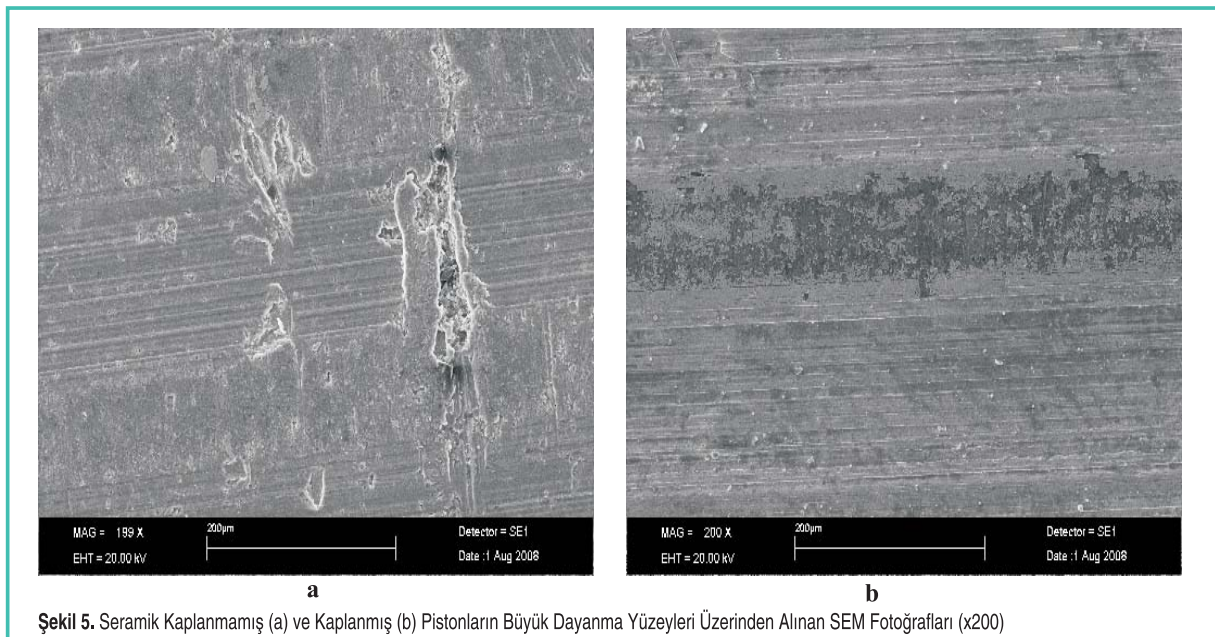 MAG = 199 X
200µm
Detector = SE1
EHT = 20.00 kV
Date :1 Aug 2008
MAG = 200 X
200µm
Detector = SE1
EHT = 20.00 kV
Date :1 Aug 2008
a
b
Şekil 5. Seramik Kaplanmamış (a) ve Kaplanmış (b) Pistonların Büyük Dayanma Yüzeyleri Üzerinden Alınan SEM Fotoğrafları (x200)